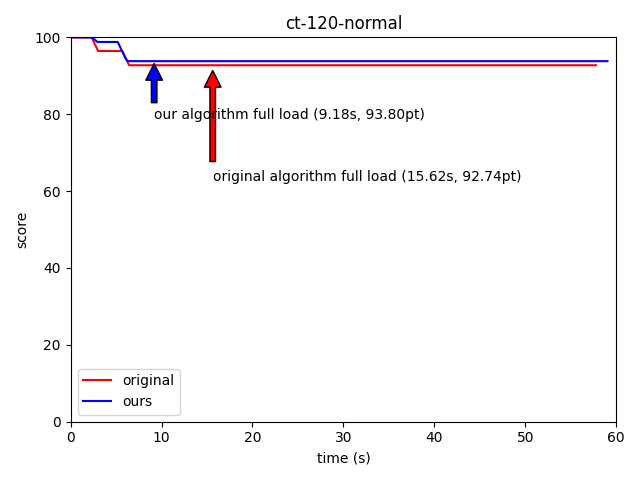 ct-120-normal
score
100
80
60
40
20
0
our algorithm full load (9.18s, 93.80pt)
original algorithm full load (15.62s, 92.74pt)
original
ours
0 10 20 30 40 50 60
time (s)